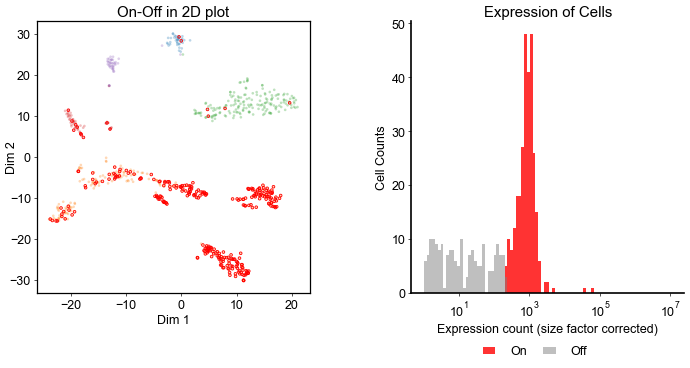 On-Off in 2D plot
30
20
10
0
−10
−20
−30
Dim 2
−20 −10 0 10 20
Dim 1
Expression of Cells
50
40
30
20
10
0
Cell Counts
10^1 10^3 10^5 10^7
Expression count (size factor corrected)
On Off